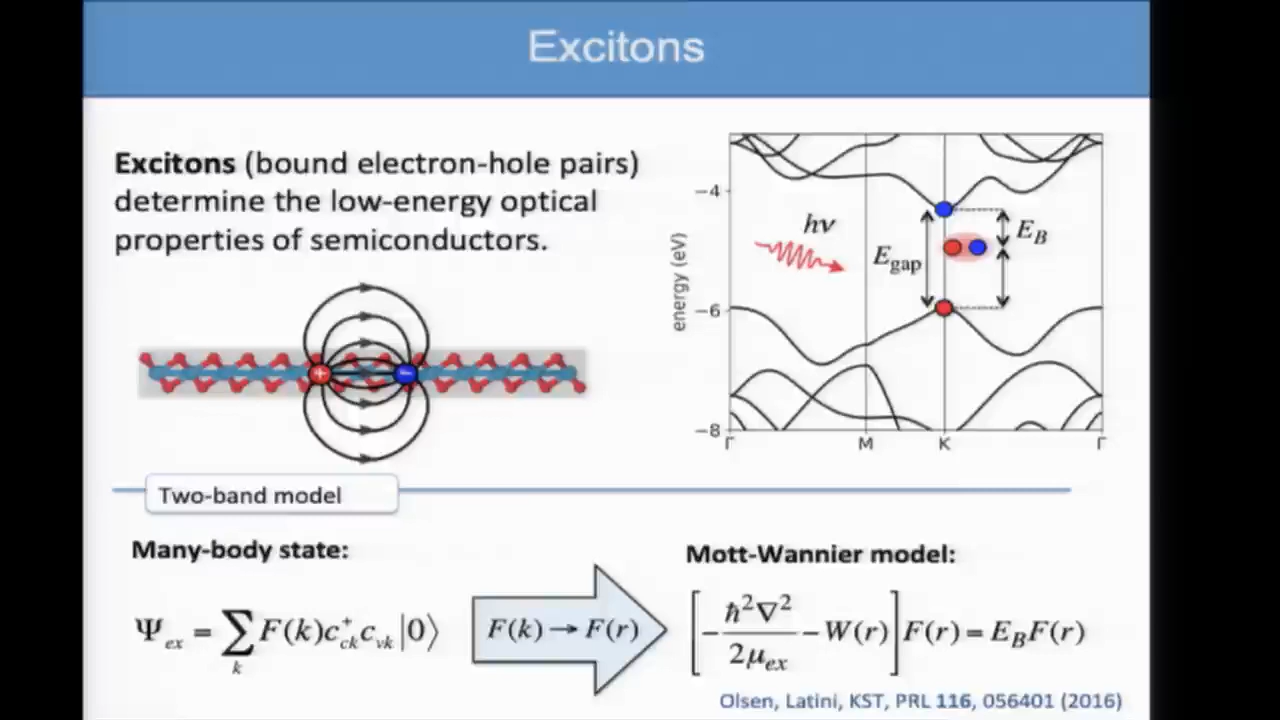 Excitons
Excitons (bound electron-hole pairs)
determine the low-energy optical
properties of semiconductors.
+
−
energy (eV)
−4
−6
−8
Γ
M
K
Γ
hν
E_gap
E_B
Two-band model
Many-body state:
Ψ_ex = ∑_k F(k)c⁺_ck c_vk |0⟩
F(k) → F(r)
Mott-Wannier model:
[−ħ²∇²/2μ_ex − W(r)] F(r) = E_B F(r)
Olsen, Latini, KST, PRL 116, 056401 (2016)